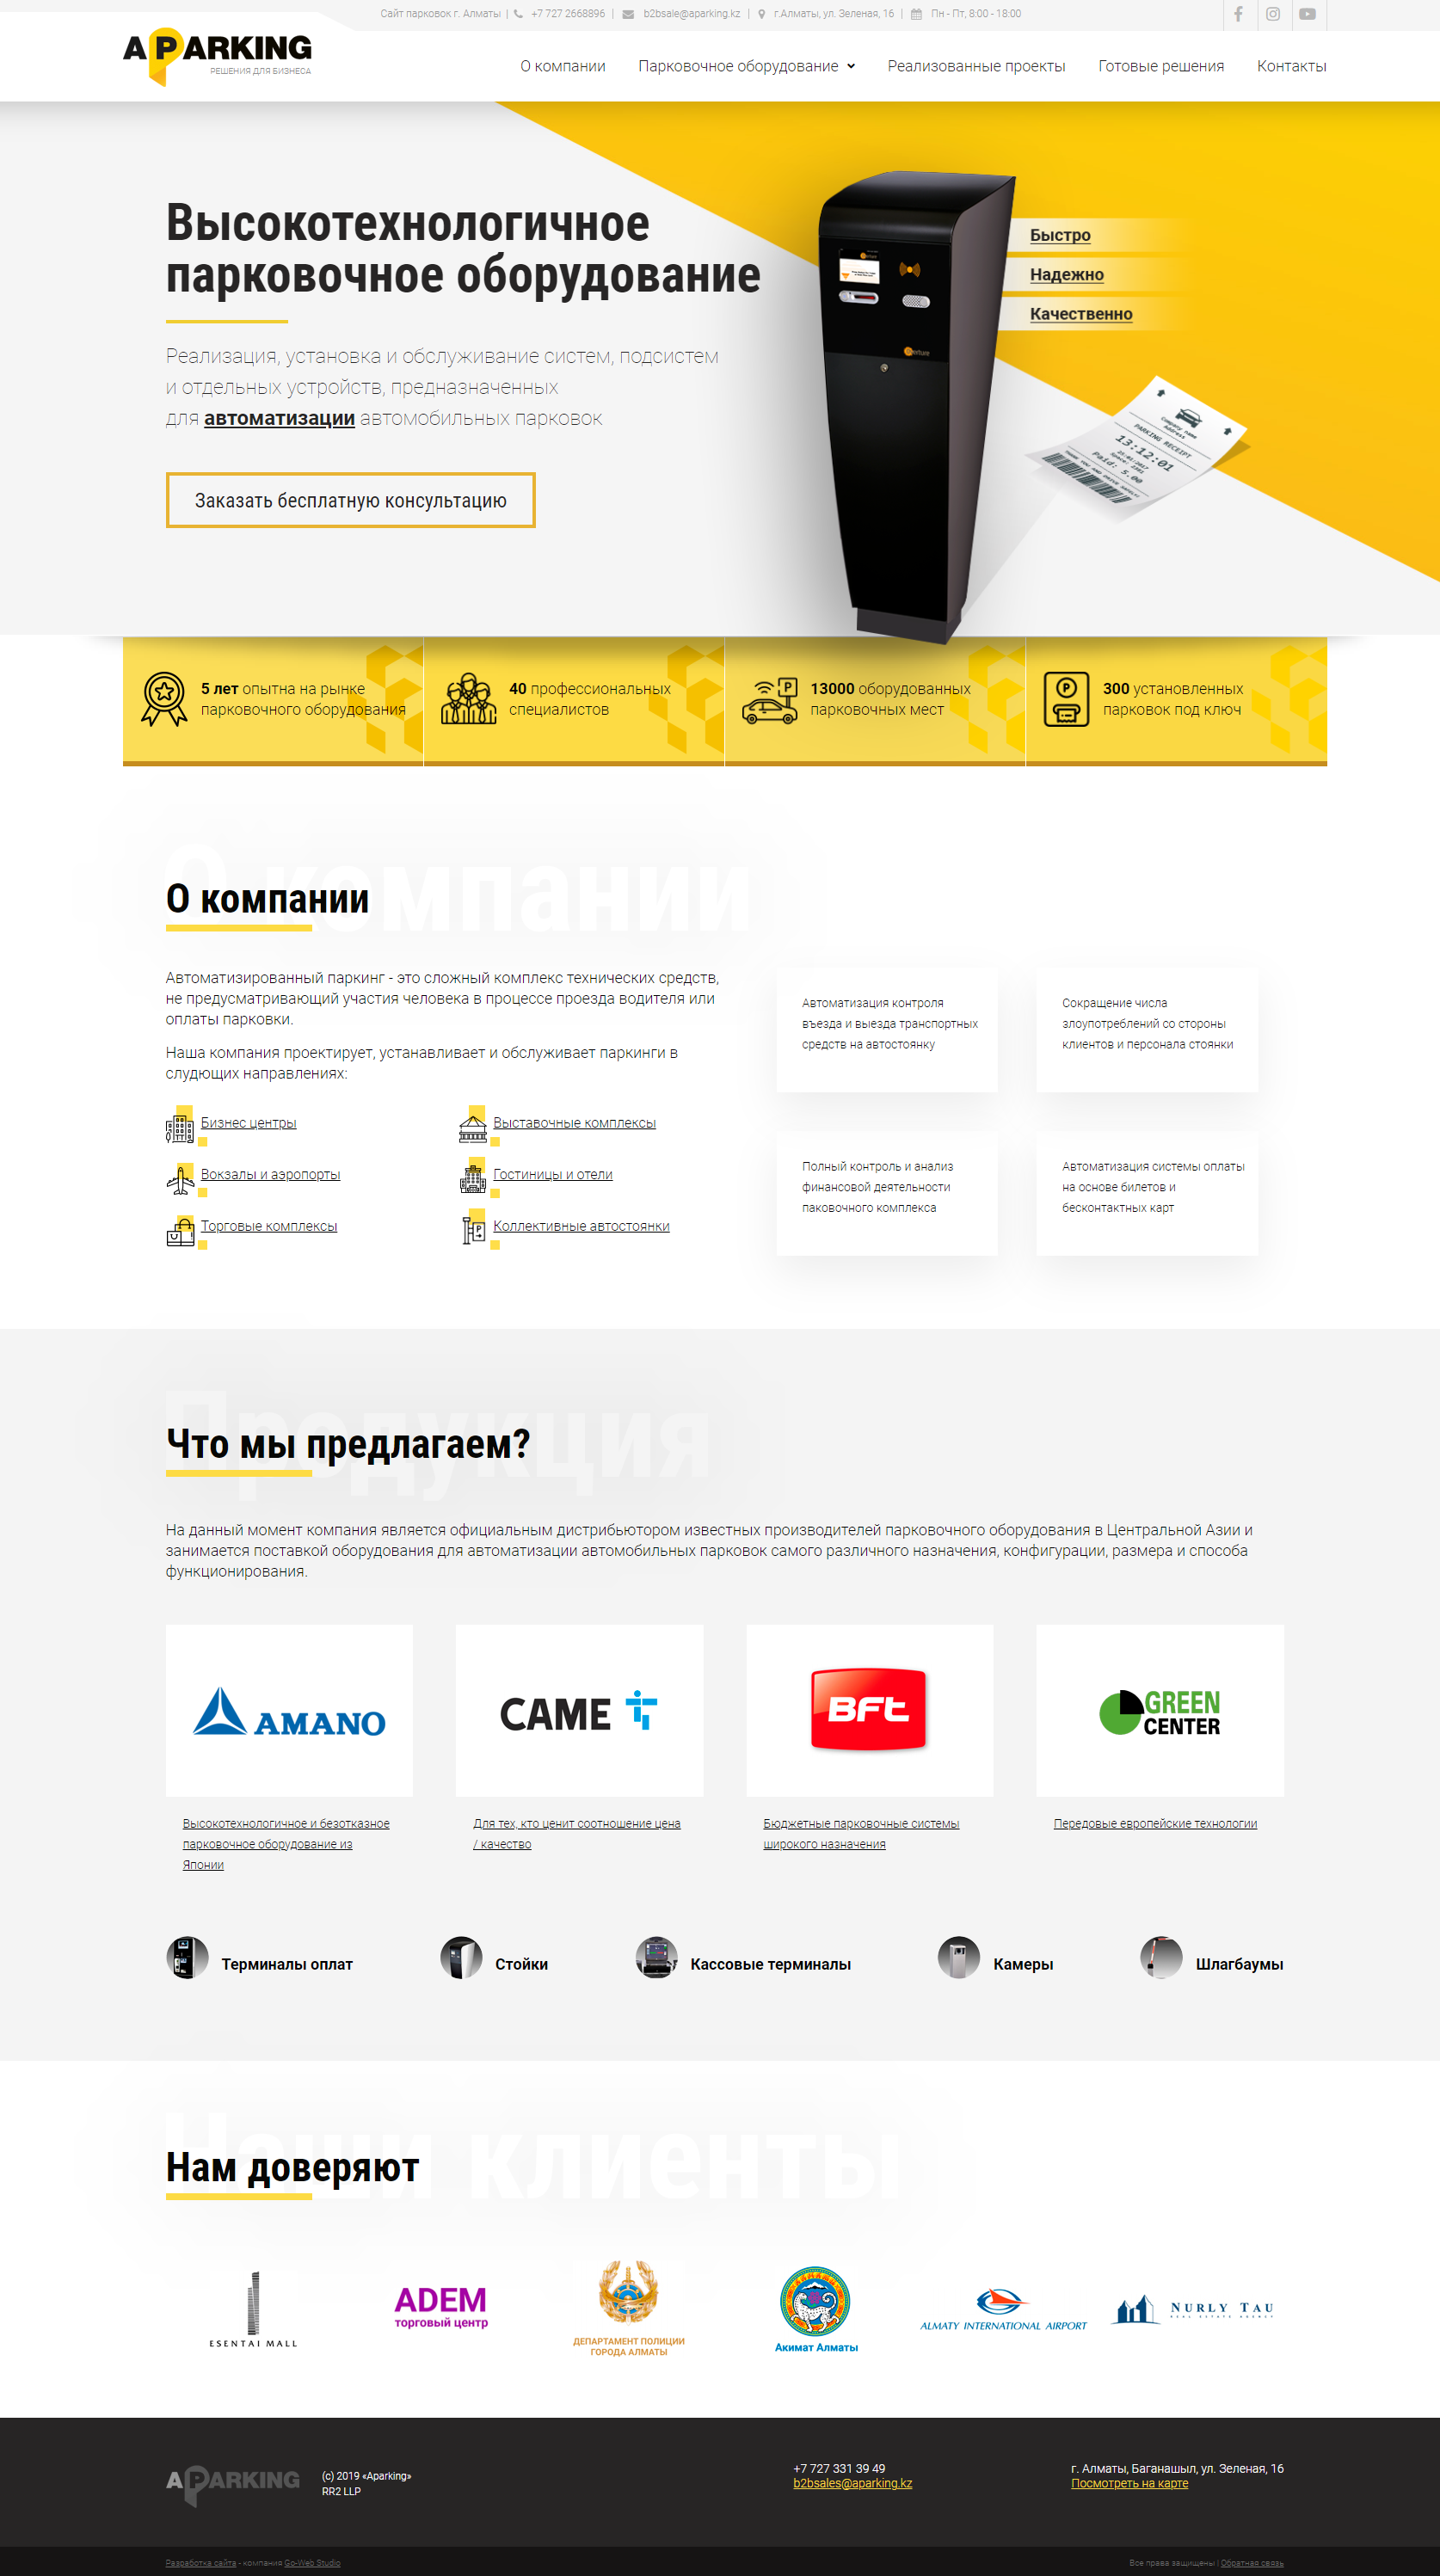 Сайт парковок г. Алматы | +7 727 2668896 | b2bsale@aparking.kz | г.Алматы, ул. Зеленая, 16 | Пн - Пт, 8:00 - 18:00
APARKING
РЕШЕНИЯ ДЛЯ БИЗНЕСА
О компании Парковочное оборудование Реализованные проекты Готовые решения Контакты
Высокотехнологичное
парковочное оборудование
Быстро
Надежно
Качественно
Реализация, установка и обслуживание систем, подсистем
и отдельных устройств, предназначенных
для автоматизации автомобильных парковок
Company name
Address
PARKING RECEIPT
13:12:01
Paid: 5.00
Заказать бесплатную консультацию
5 лет опытна на рынке
парковочного оборудования
40 профессиональных
специалистов
13000 оборудованных
парковочных мест
300 установленных
парковок под ключ
О компании
О компании
Автоматизированный паркинг - это сложный комплекс технических средств,
не предусматривающий участия человека в процессе проезда водителя или
оплаты парковки.
Наша компания проектирует, устанавливает и обслуживает паркинги в
слудющих направлениях:
Бизнес центры
Выставочные комплексы
Вокзалы и аэропорты
Гостиницы и отели
Торговые комплексы
Коллективные автостоянки
Автоматизация контроля
въезда и выезда транспортных
средств на автостоянку
Сокращение числа
злоупотреблений со стороны
клиентов и персонала стоянки
Полный контроль и анализ
финансовой деятельности
паковочного комплекса
Автоматизация системы оплаты
на основе билетов и
бесконтактных карт
Продукция
Что мы предлагаем?
На данный момент компания является официальным дистрибьютором известных производителей парковочного оборудования в Центральной Азии и
занимается поставкой оборудования для автоматизации автомобильных парковок самого различного назначения, конфигурации, размера и способа
функционирования.
AMANO
CAME
BFT
GREEN
CENTER
Высокотехнологичное и безотказное
парковочное оборудование из
Японии
Для тех, кто ценит соотношение цена
/ качество
Бюджетные парковочные системы
широкого назначения
Передовые европейские технологии
Терминалы оплат
Стойки
Кассовые терминалы
Камеры
Шлагбаумы
Наши клиенты
Нам доверяют
ESENTAI MALL
ADEM
торговый центр
ДЕПАРТАМЕНТ ПОЛИЦИИ
ГОРОДА АЛМАТЫ
Акимат Алматы
ALMATY INTERNATIONAL AIRPORT
NURLY TAU
REAL ESTATE AGENCY
APARKING
(c) 2019 «Aparking»
RR2 LLP
+7 727 331 39 49
b2bsales@aparking.kz
г. Алматы, Баганашыл, ул. Зеленая, 16
Посмотреть на карте
Разработка сайта - компания Go-Web Studio
Все права защищены | Обратная связь